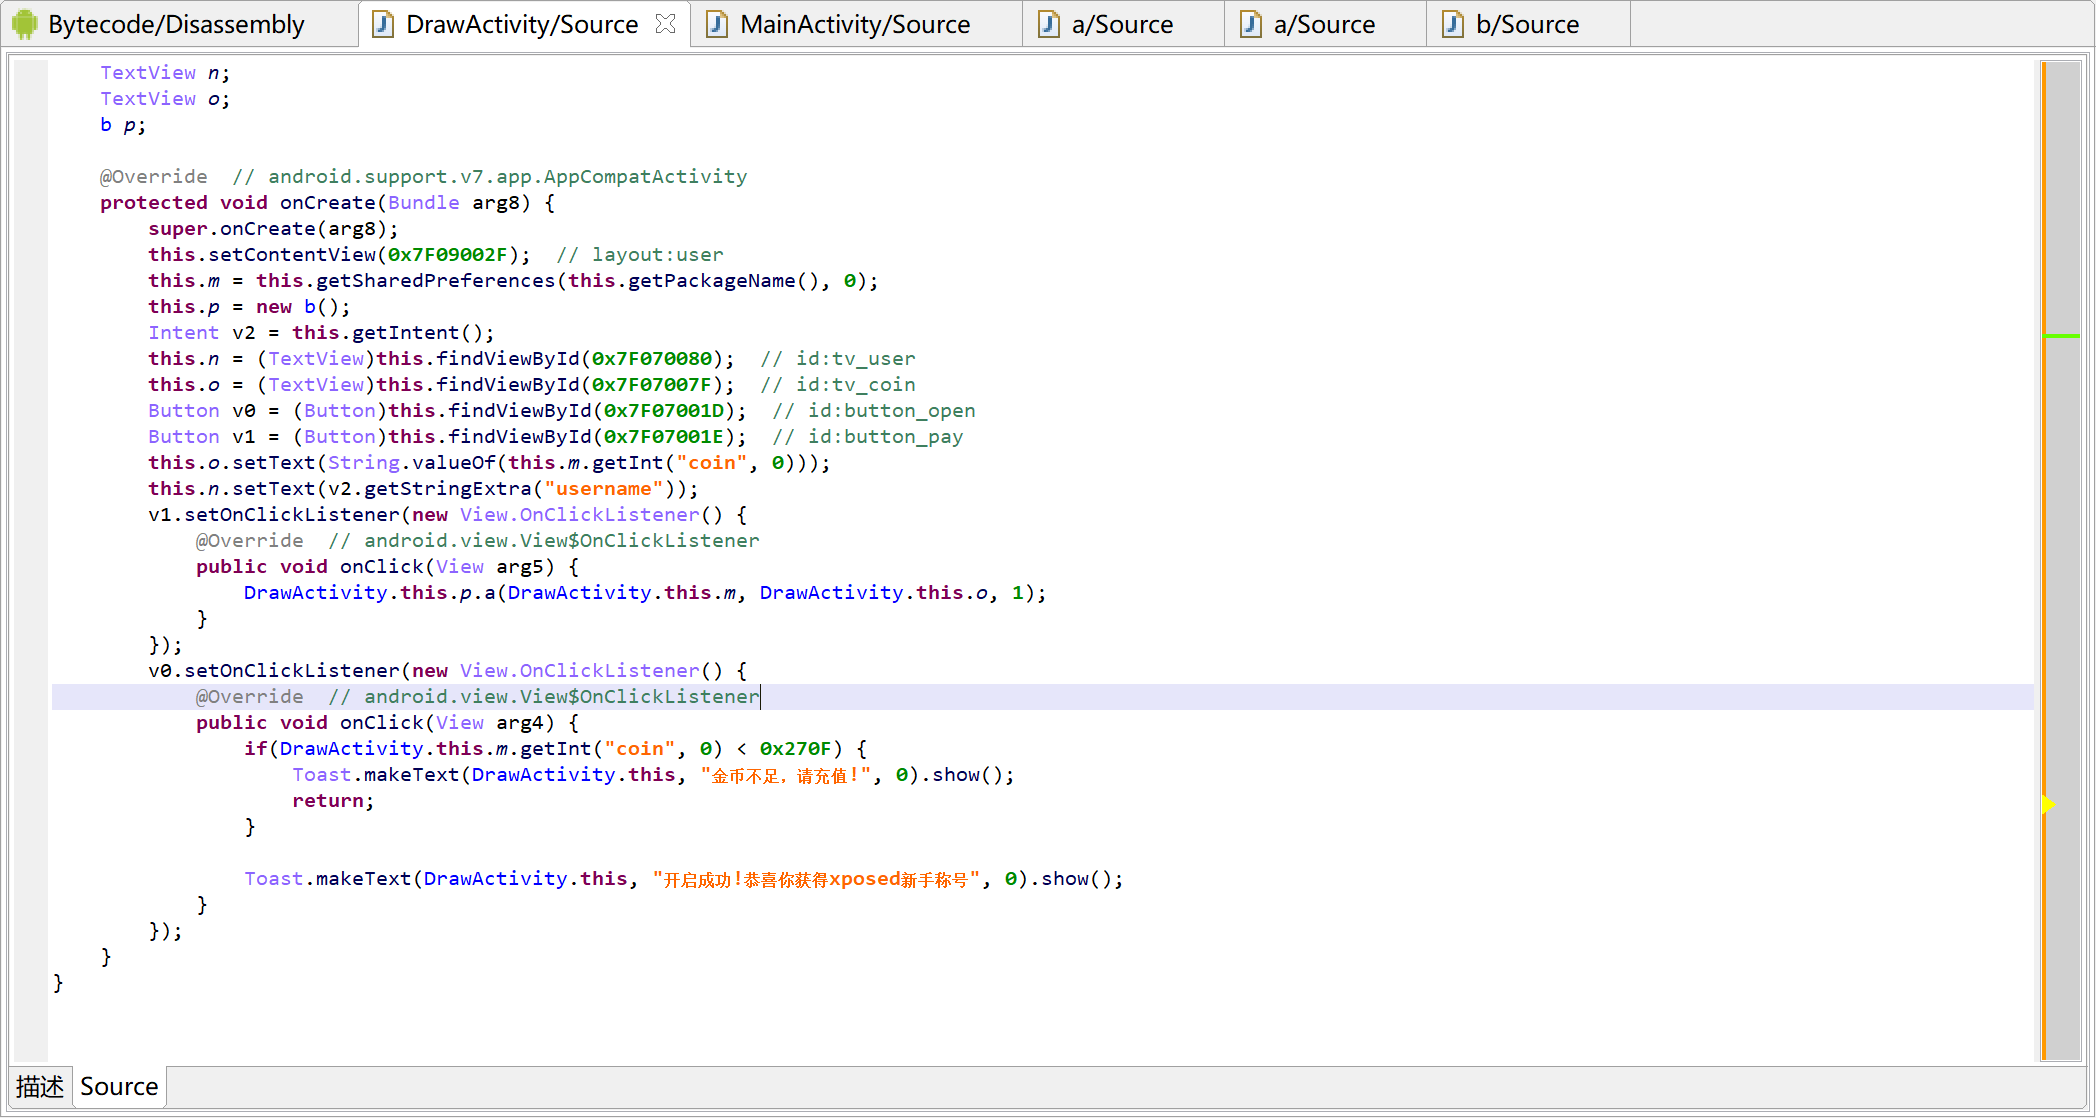 Bytecode/Disassembly DrawActivity/Source MainActivity/Source a/Source a/Source b/Source
TextView n;
TextView o;
b p;
@Override // android.support.v7.app.AppCompatActivity
protected void onCreate(Bundle arg8) {
super.onCreate(arg8);
this.setContentView(0x7F09002F); // layout:user
this.m = this.getSharedPreferences(this.getPackageName(), 0);
this.p = new b();
Intent v2 = this.getIntent();
this.n = (TextView)this.findViewById(0x7F070080); // id:tv_user
this.o = (TextView)this.findViewById(0x7F07007F); // id:tv_coin
Button v0 = (Button)this.findViewById(0x7F07001D); // id:button_open
Button v1 = (Button)this.findViewById(0x7F07001E); // id:button_pay
this.o.setText(String.valueOf(this.m.getInt("coin", 0)));
this.n.setText(v2.getStringExtra("username"));
v1.setOnClickListener(new View.OnClickListener() {
@Override // android.view.View$OnClickListener
public void onClick(View arg5) {
DrawActivity.this.p.a(DrawActivity.this.m, DrawActivity.this.o, 1);
}
});
v0.setOnClickListener(new View.OnClickListener() {
@Override // android.view.View$OnClickListener
public void onClick(View arg4) {
if(DrawActivity.this.m.getInt("coin", 0) < 0x270F) {
Toast.makeText(DrawActivity.this, "金币不足，请充值!", 0).show();
return;
}
Toast.makeText(DrawActivity.this, "开启成功!恭喜你获得xposed新手称号", 0).show();
}
});
}
}
描述 Source